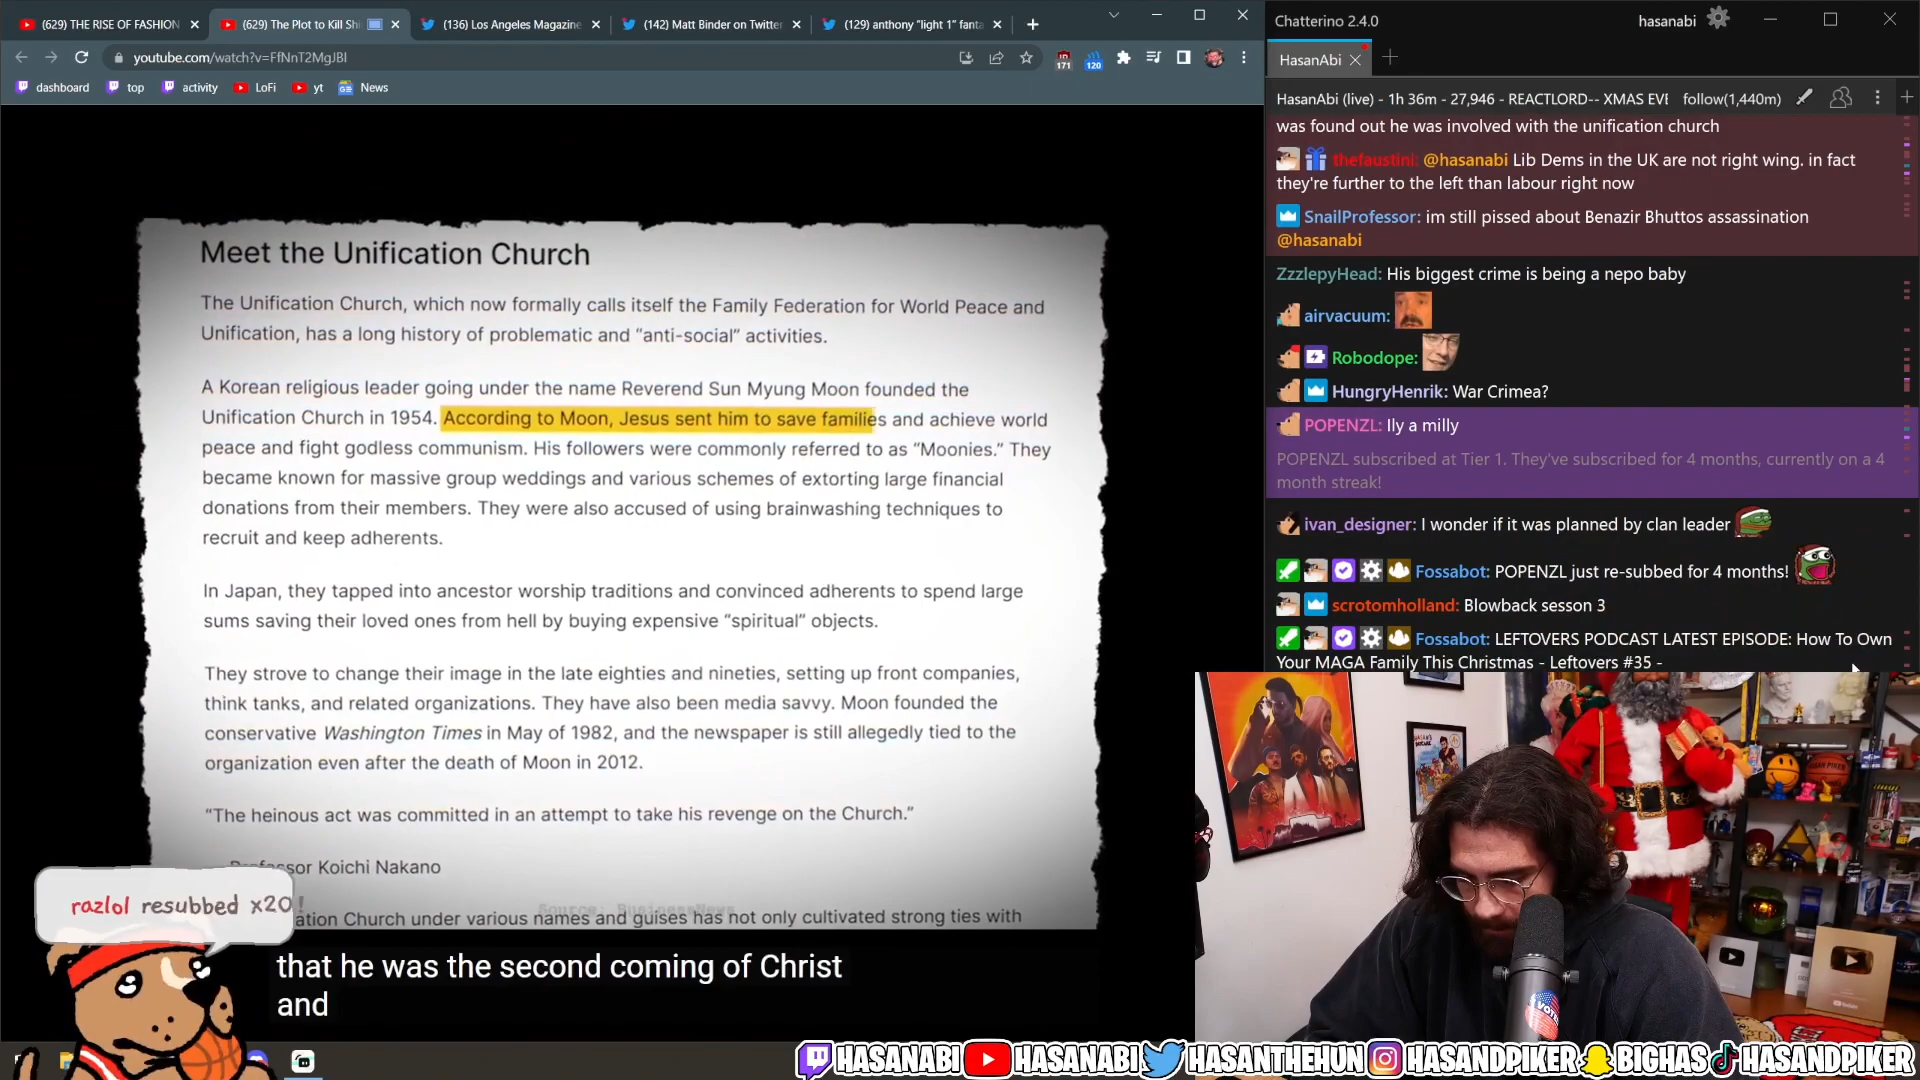 (629) THE RISE OF FASHION
(629) The Plot to Kill Shi
(136) Los Angeles Magazine
(142) Matt Binder on Twitter
(129) anthony "light 1" fanta
youtube.com/watch?v=FfNnT2MgJBI
171
120
dashboard
top
activity
LoFi
yt
News
Meet the Unification Church
The Unification Church, which now formally calls itself the Family Federation for World Peace and
Unification, has a long history of problematic and “anti-social” activities.
A Korean religious leader going under the name Reverend Sun Myung Moon founded the
Unification Church in 1954. According to Moon, Jesus sent him to save families and achieve world
peace and fight godless communism. His followers were commonly referred to as “Moonies.” They
became known for massive group weddings and various schemes of extorting large financial
donations from their members. They were also accused of using brainwashing techniques to
recruit and keep adherents.
In Japan, they tapped into ancestor worship traditions and convinced adherents to spend large
sums saving their loved ones from hell by buying expensive “spiritual” objects.
They strove to change their image in the late eighties and nineties, setting up front companies,
think tanks, and related organizations. They have also been media savvy. Moon founded the
conservative Washington Times in May of 1982, and the newspaper is still allegedly tied to the
organization even after the death of Moon in 2012.
“The heinous act was committed in an attempt to take his revenge on the Church.”
Koichi Nakano
Church under various names and guises has not only cultivated strong ties with
Source: BusinessNews
razlol resubbed x20!
that he was the second coming of Christ
and
Chatterino 2.4.0
hasanabi
HasanAbi
HasanAbi (live) - 1h 36m - 27,946 - REACTLORD-- XMAS EVE
follow(1,440m)
was found out he was involved with the unification church
thefaustini: @hasanabi Lib Dems in the UK are not right wing. in fact
they're further to the left than labour right now
SnailProfessor: im still pissed about Benazir Bhuttos assassination
@hasanabi
ZzzlepyHead: His biggest crime is being a nepo baby
airvacuum:
Robodope:
HungryHenrik: War Crimea?
POPENZL: Ily a milly
POPENZL subscribed at Tier 1. They've subscribed for 4 months, currently on a 4
month streak!
ivan_designer: I wonder if it was planned by clan leader
Fossabot: POPENZL just re-subbed for 4 months!
scrotomholland: Blowback sesson 3
Fossabot: LEFTOVERS PODCAST LATEST EPISODE: How To Own
Your MAGA Family This Christmas - Leftovers #35 -
HASANABI
HASANABI
HASANTHEHUN
HASANDPIKER
BIGHAS
HASANDPIKER